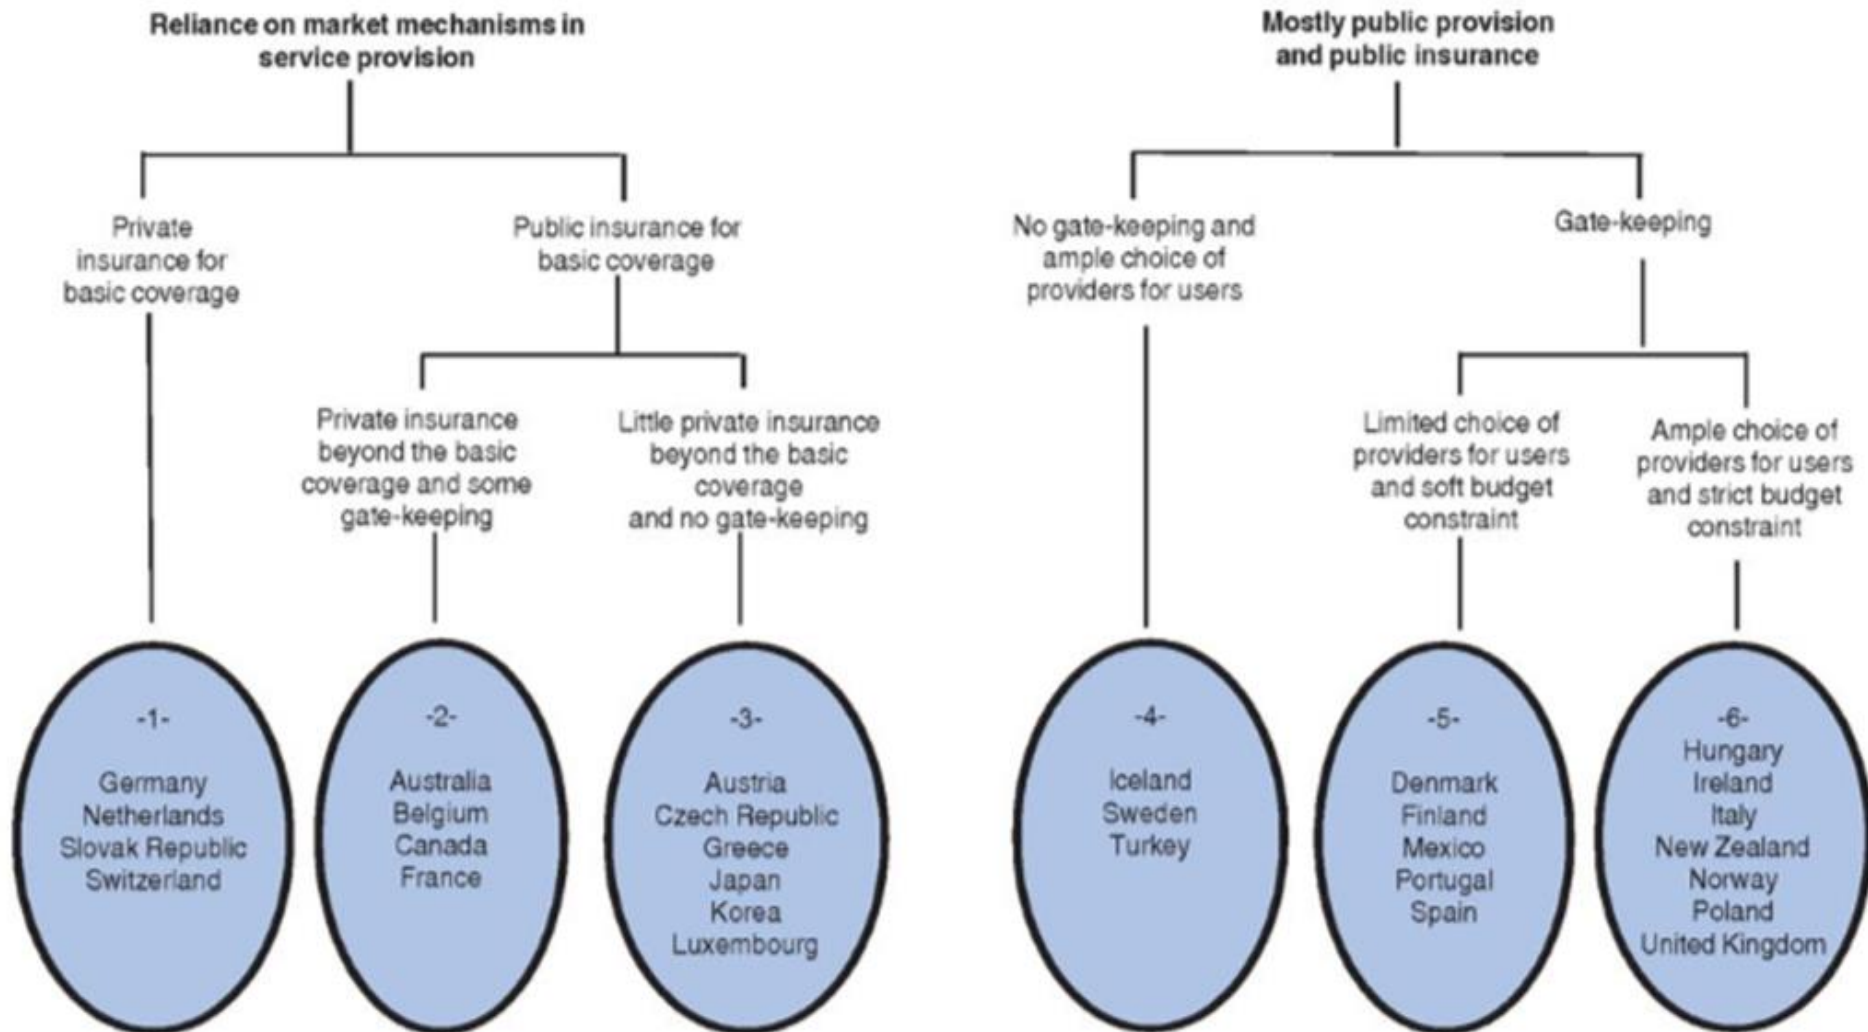 Reliance on market mechanisms in
service provision
Mostly public provision
and public insurance
Private
insurance for
basic coverage
Public insurance for
basic coverage
No gate-keeping and
ample choice of
providers for users
Gate-keeping
Private insurance
beyond the basic
coverage and some
gate-keeping
Little private insurance
beyond the basic
coverage
and no gate-keeping
Limited choice of
providers for users
and soft budget
constraint
Ample choice of
providers for users
and strict budget
constraint
-1-
Germany
Netherlands
Slovak Republic
Switzerland
-2-
Australia
Belgium
Canada
France
-3-
Austria
Czech Republic
Greece
Japan
Korea
Luxembourg
-4-
Iceland
Sweden
Turkey
-5-
Denmark
Finland
Mexico
Portugal
Spain
-6-
Hungary
Ireland
Italy
New Zealand
Norway
Poland
United Kingdom